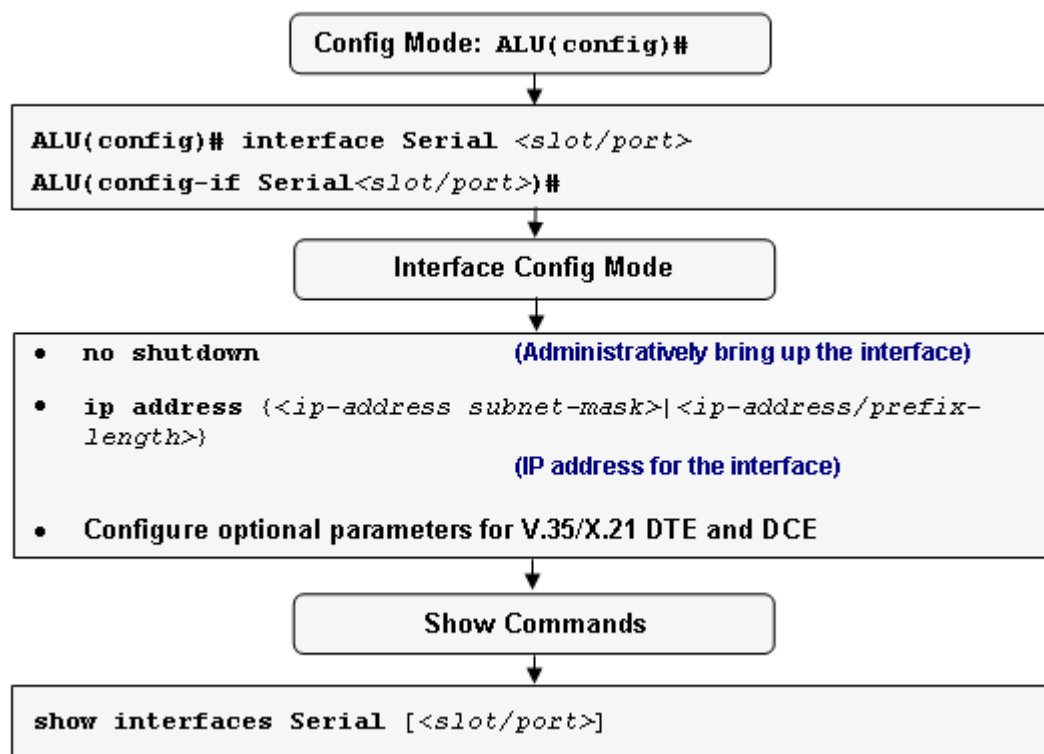 Config Mode: ALU(config)#
ALU(config)# interface Serial <slot/port>
ALU(config-if Serial<slot/port>)#
Interface Config Mode
• no shutdown (Administratively bring up the interface)
• ip address {<ip-address subnet-mask>|<ip-address/prefix-
length>}
(IP address for the interface)
• Configure optional parameters for V.35/X.21 DTE and DCE
Show Commands
show interfaces Serial [<slot/port>]